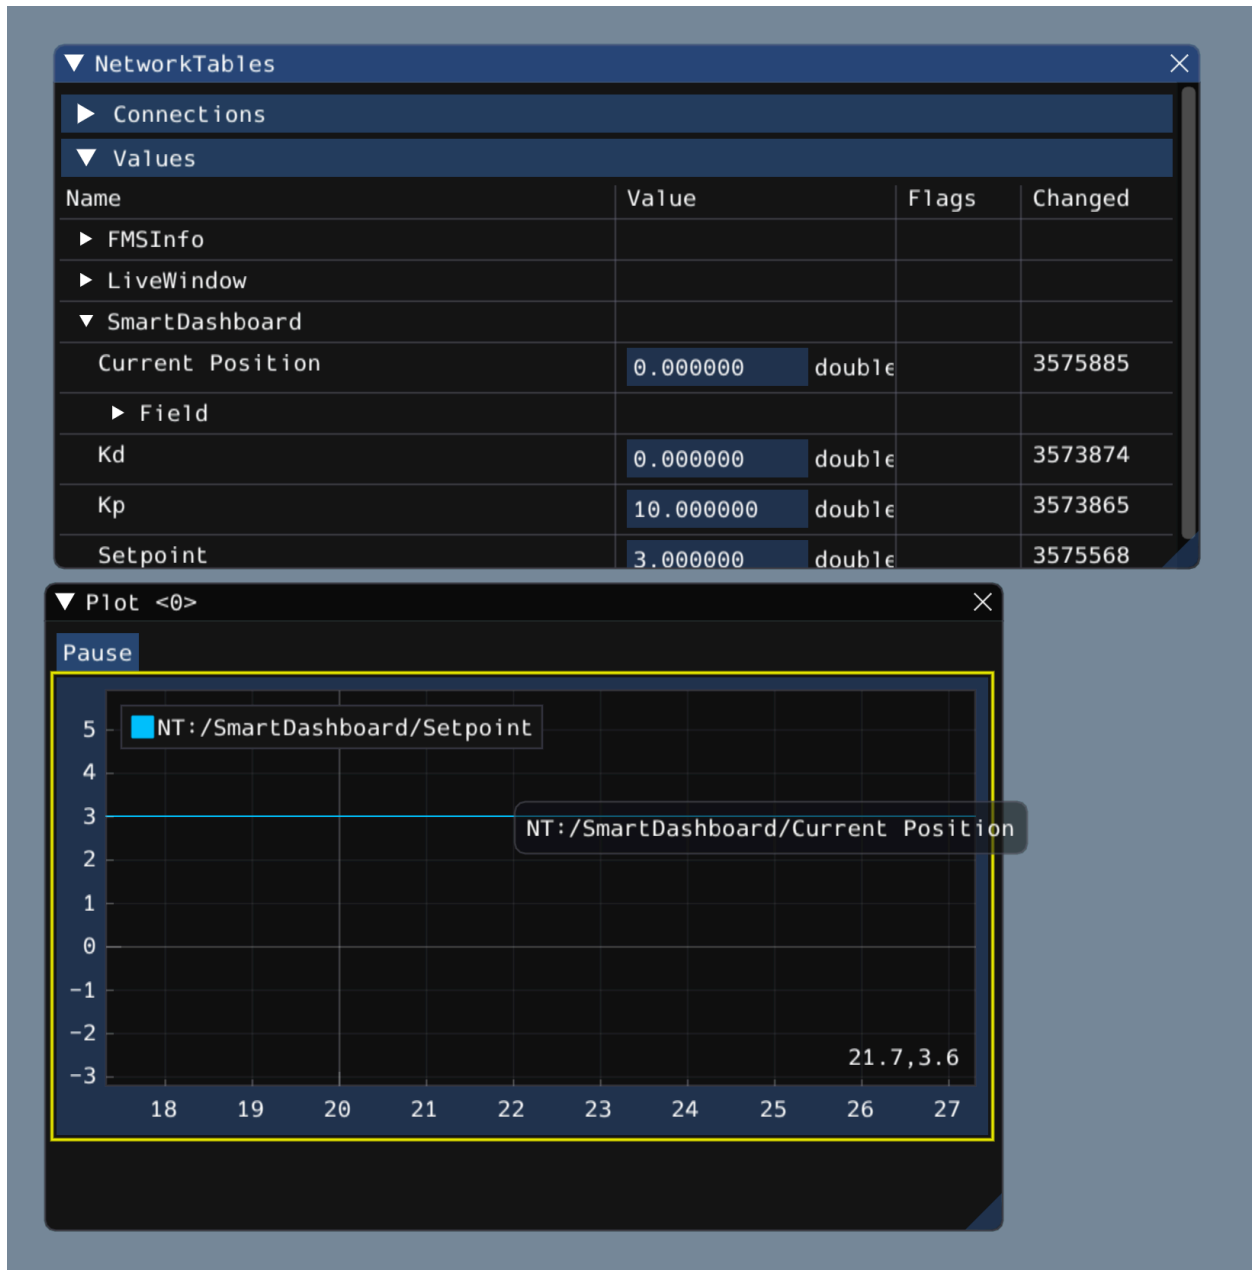 NetworkTables
Connections
Values
Name Value Flags Changed
FMSInfo
LiveWindow
SmartDashboard
Current Position 0.000000 double 3575885
Field
Kd 0.000000 double 3573874
Kp 10.000000 double 3573865
Setpoint 3.000000 double 3575568
Plot <0>
Pause
NT:/SmartDashboard/Setpoint
NT:/SmartDashboard/Current Position
5
4
3
2
1
0
-1
-2
-3
21.7,3.6
18 19 20 21 22 23 24 25 26 27